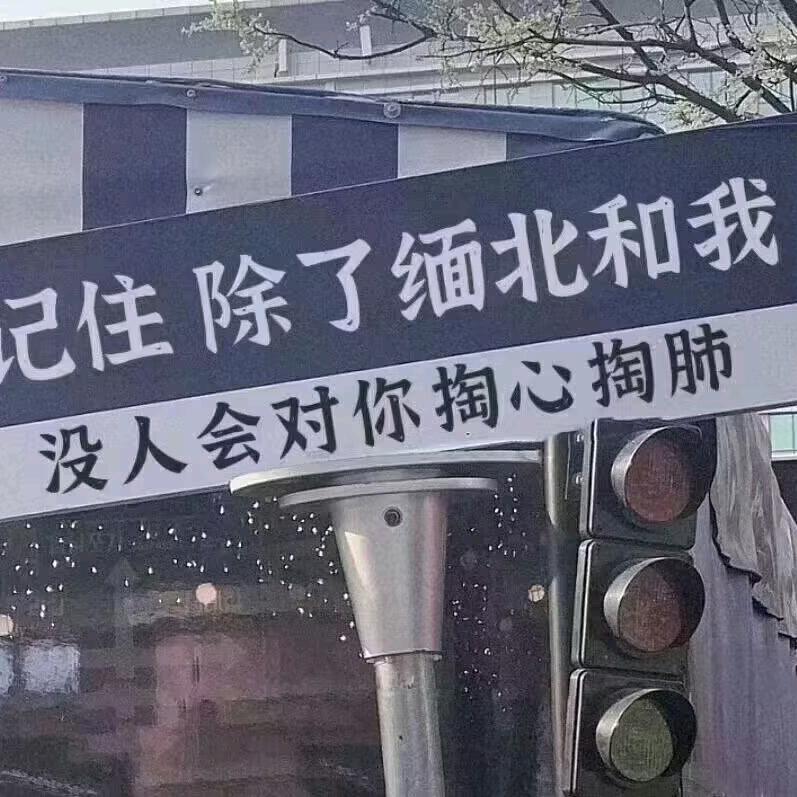 记住 除了缅北和我
没人会对你掏心掏肺